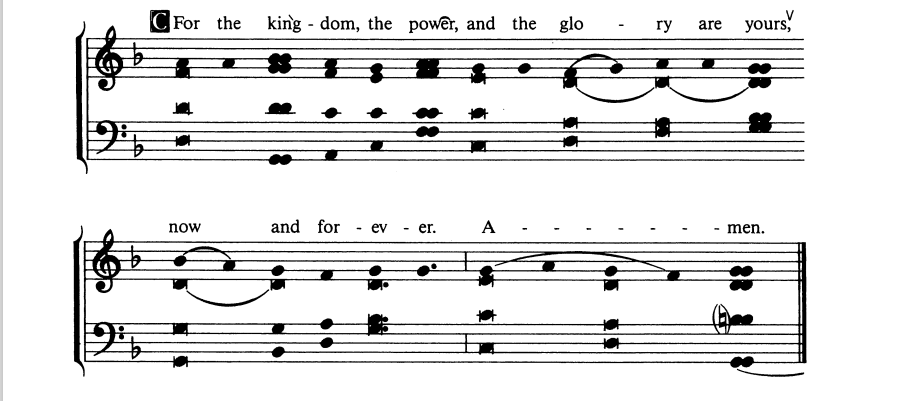 C For the king - dom, the power, and the glo - ry are yours,
now and for - ev - er. A - - - - - - men.